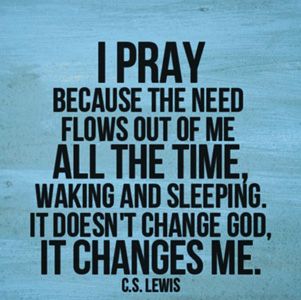 I PRAY
BECAUSE THE NEED
FLOWS OUT OF ME
ALL THE TIME,
WAKING AND SLEEPING.
IT DOESN'T CHANGE GOD,
IT CHANGES ME.
C.S. LEWIS